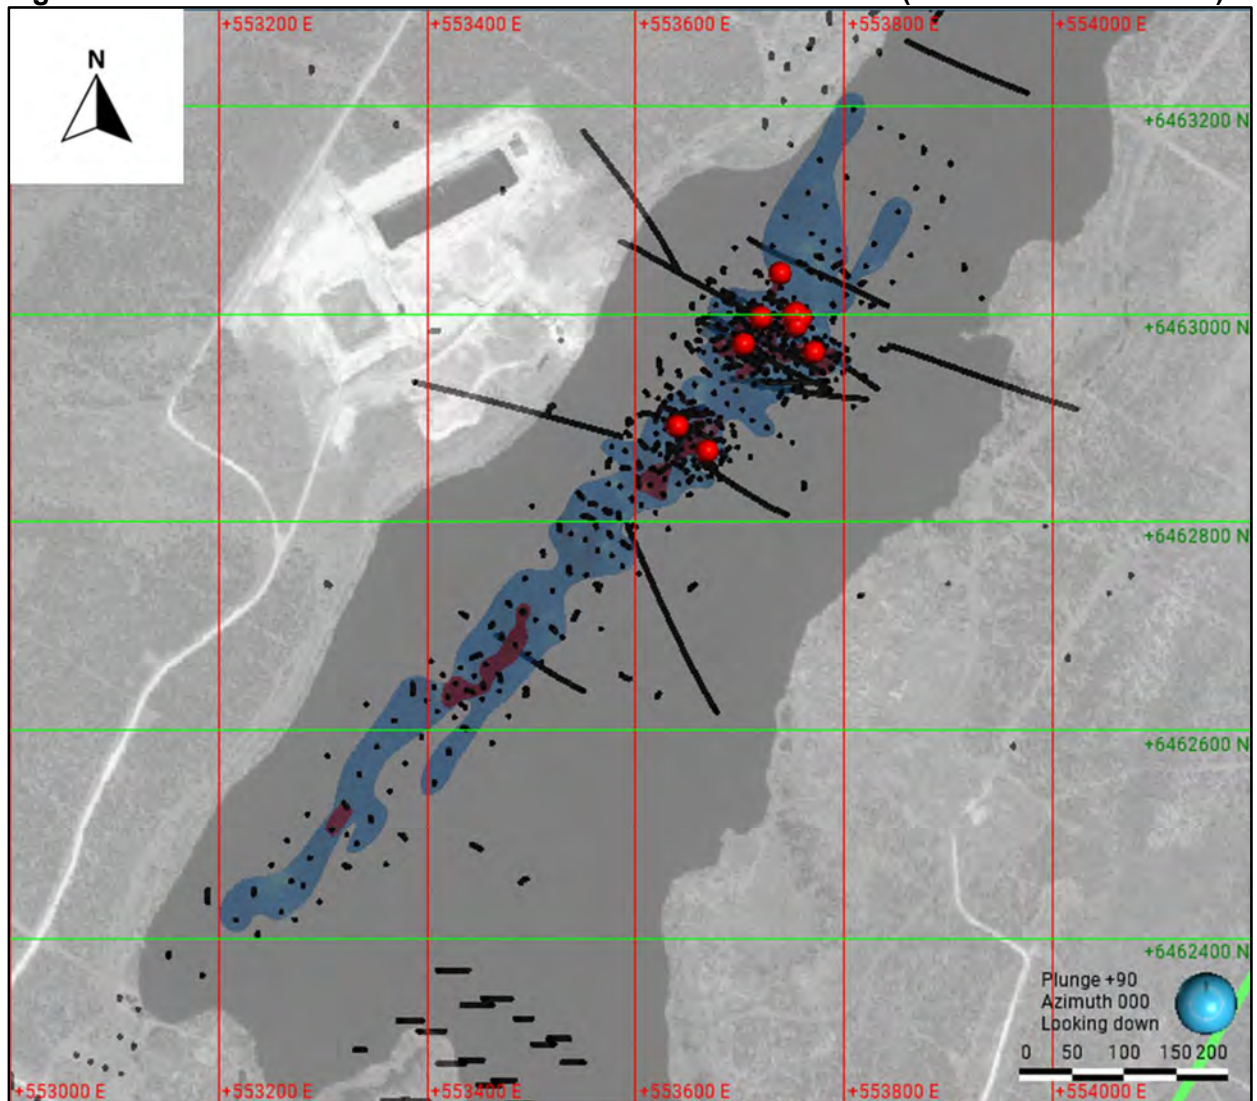 N
+553200 E +553400 E +553600 E +553800 E +554000 E
+6463200 N
+6463000 N
+6462800 N
+6462600 N
+6462400 N
Plunge +90
Azimuth 000
Looking down
0 50 100 150 200
+553000 E +553200 E +553400 E +553600 E +553800 E +554000 E